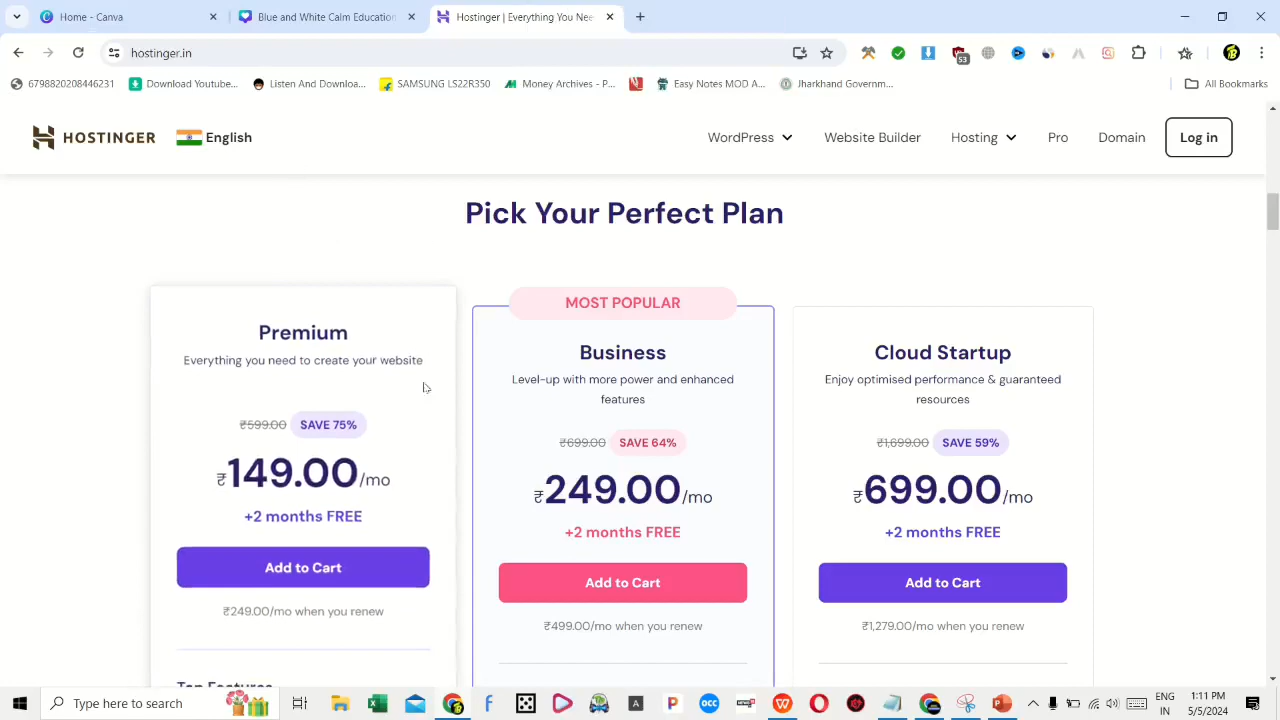 Home - Canva
Blue Bell Education
Hostinger India - Everything Nee
hostinger.in
53
6798820208446231
Download Youtube...
Listen And Downloa...
SAMSUNG LS22R350
Money Archives - P...
Easy Notes MOD A...
Jharkhand Governm...
All Bookmarks
HOSTINGER
English
WordPress
Website Builder
Hosting
Pro
Domain
Log in
Pick Your Perfect Plan
Premium
Everything you need to create your website
₹599.00 SAVE 75%
₹149.00/mo
+2 months FREE
Add to Cart
₹249.00/mo when you renew
Top Features
MOST POPULAR
Business
Level-up with more power and enhanced
features
₹699.00 SAVE 64%
₹249.00/mo
+2 months FREE
Add to Cart
₹499.00/mo when you renew
Cloud Startup
Enjoy optimised performance & guaranteed
resources
₹1,699.00 SAVE 59%
₹699.00/mo
+2 months FREE
Add to Cart
₹1,279.00/mo when you renew
Type here to search
ENG
IN
1:11 PM
5/5/2024